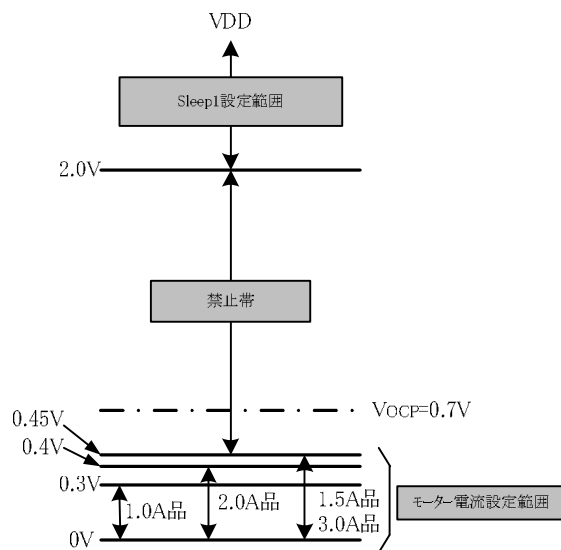 VDD
Sleep1設定範囲
2.0V
禁止帯
VOCP=0.7V
0.45V
0.4V
0.3V
1.0A品
2.0A品
1.5A品
3.0A品
モーター電流設定範囲
0V